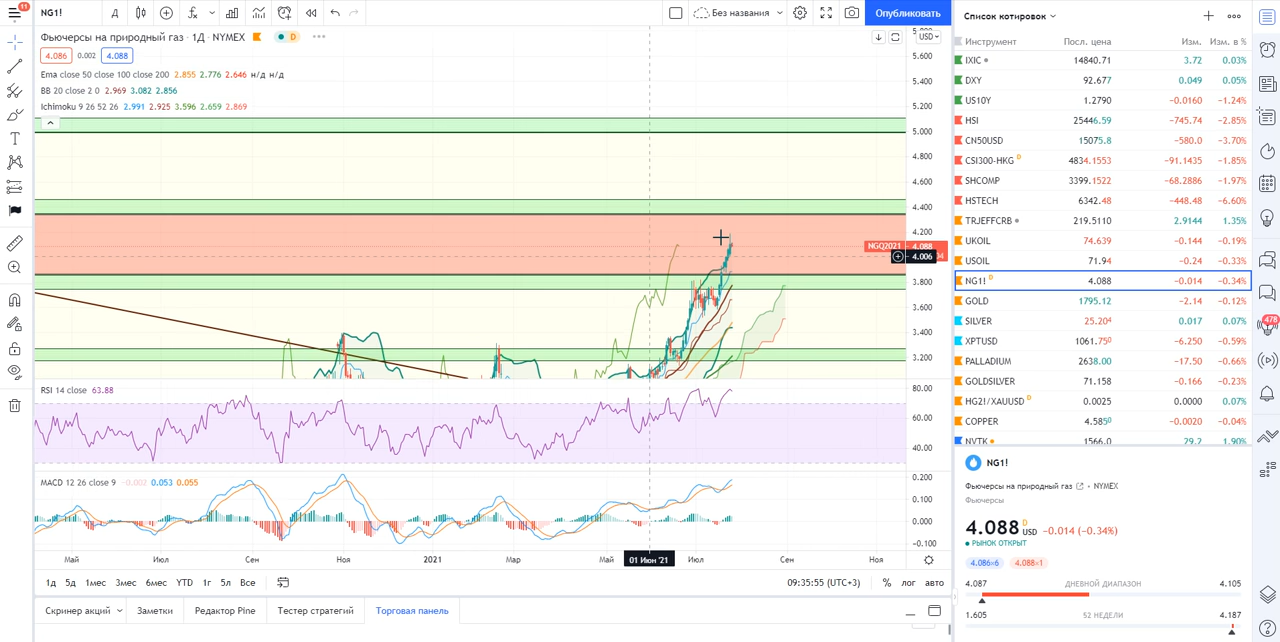 11
NG1!
Д
Без названия
Опубликовать
Фьючерсы на природный газ · 1Д · NYMEX
D
4.086 0.002 4.088
Ema close 50 close 100 close 200 2.855 2.776 2.646 н/д н/д
BB 20 close 2 0 2.969 3.082 2.856
Ichimoku 9 26 52 26 2.991 2.925 3.596 2.659 2.869
USD
5.600
5.400
5.200
5.000
4.800
4.600
4.400
4.200
NGQ2021 4.088
4.006
3.800
3.600
3.400
3.200
RSI 14 close 63.88
80.00
60.00
40.00
MACD 12 26 close 9 -0.002 0.053 0.055
0.200
0.100
0.000
-0.100
Май Июл Сен Ноя 2021 Мар Май 01 Июн '21 Июл Сен Ноя
1д 5д 1мес 3мес 6мес YTD 1г 5л Все
09:35:55 (UTC+3) % лог авто
Скринер акций Заметки Редактор Pine Тестер стратегий Торговая панель
Список котировок
Инструмент Посл. цена Изм. Изм. в %
IXIC 14840.71 3.72 0.03%
DXY 92.677 0.049 0.05%
US10Y 1.2790 -0.0160 -1.24%
HSI 25446.59 -745.74 -2.85%
CN50USD 15075.8 -580.0 -3.70%
CSI300-HKG D 4834.1553 -91.1435 -1.85%
SHCOMP 3399.1522 -68.2886 -1.97%
HSTECH 6342.48 -448.48 -6.60%
TRJEFFCRB 219.5110 2.9144 1.35%
UKOIL 74.639 -0.144 -0.19%
USOIL 71.94 -0.24 -0.33%
NG1! D 4.088 -0.014 -0.34%
GOLD 1795.12 -2.14 -0.12%
SILVER 25.204 0.017 0.07%
XPTUSD 1061.750 -6.250 -0.59%
PALLADIUM 2638.00 -17.50 -0.66%
GOLDSILVER 71.158 -0.166 -0.23%
HG2!/XAUUSD D 0.0025 0.0000 0.07%
COPPER 4.5850 -0.0020 -0.04%
NVTK 1566.0 29.2 1.90%
NG1!
Фьючерсы на природный газ · NYMEX
Фьючерсы
4.088 D USD -0.014 (-0.34%)
РЫНОК ОТКРЫТ
4.086×6 4.088×1
4.087 ДНЕВНОЙ ДИАПАЗОН 4.105
1.605 52 НЕДЕЛИ 4.187
478